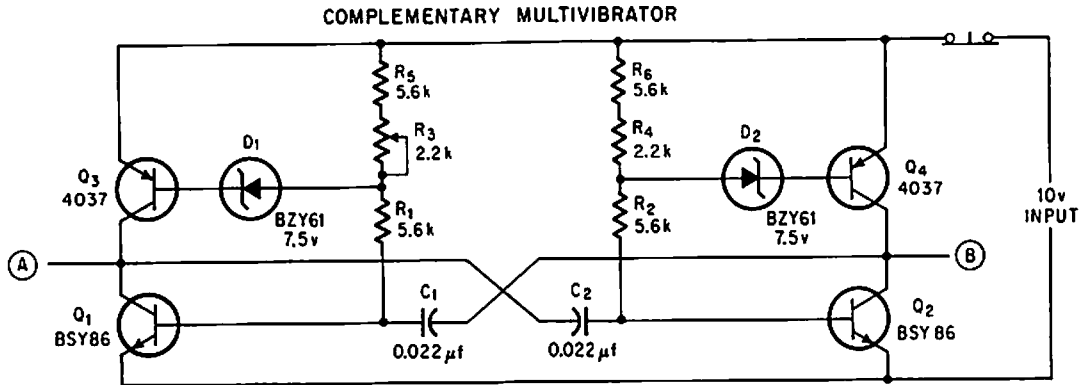 COMPLEMENTARY MULTIVIBRATOR
R5
5.6k
R6
5.6k
R3
2.2k
R4
2.2k
D1
D2
Q3
4037
Q4
4037
BZY61
7.5v
R1
5.6k
R2
5.6k
BZY61
7.5v
10v
INPUT
A
B
C1
C2
Q1
BSY86
Q2
BSY 86
0.022 μf
0.022 μf